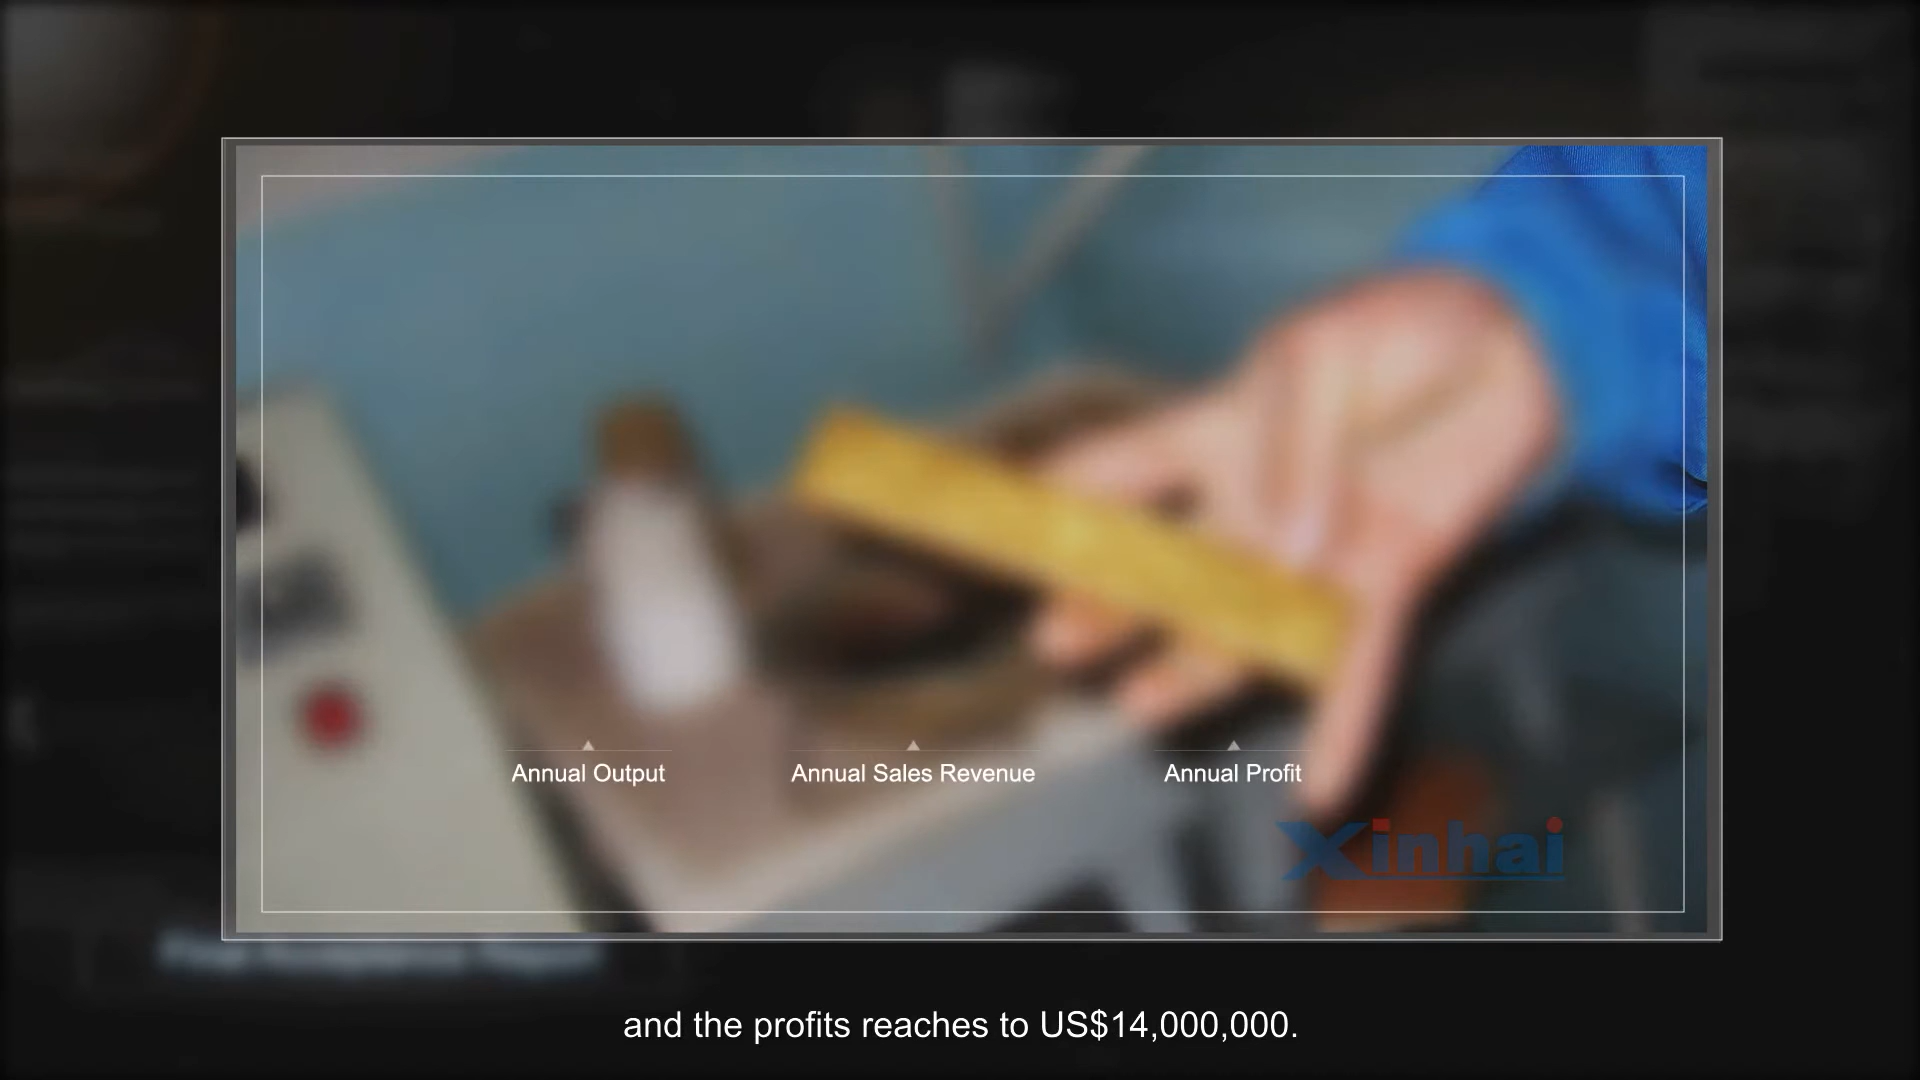 Annual Output
Annual Sales Revenue
Annual Profit
Xinhai
and the profits reaches to US$14,000,000.